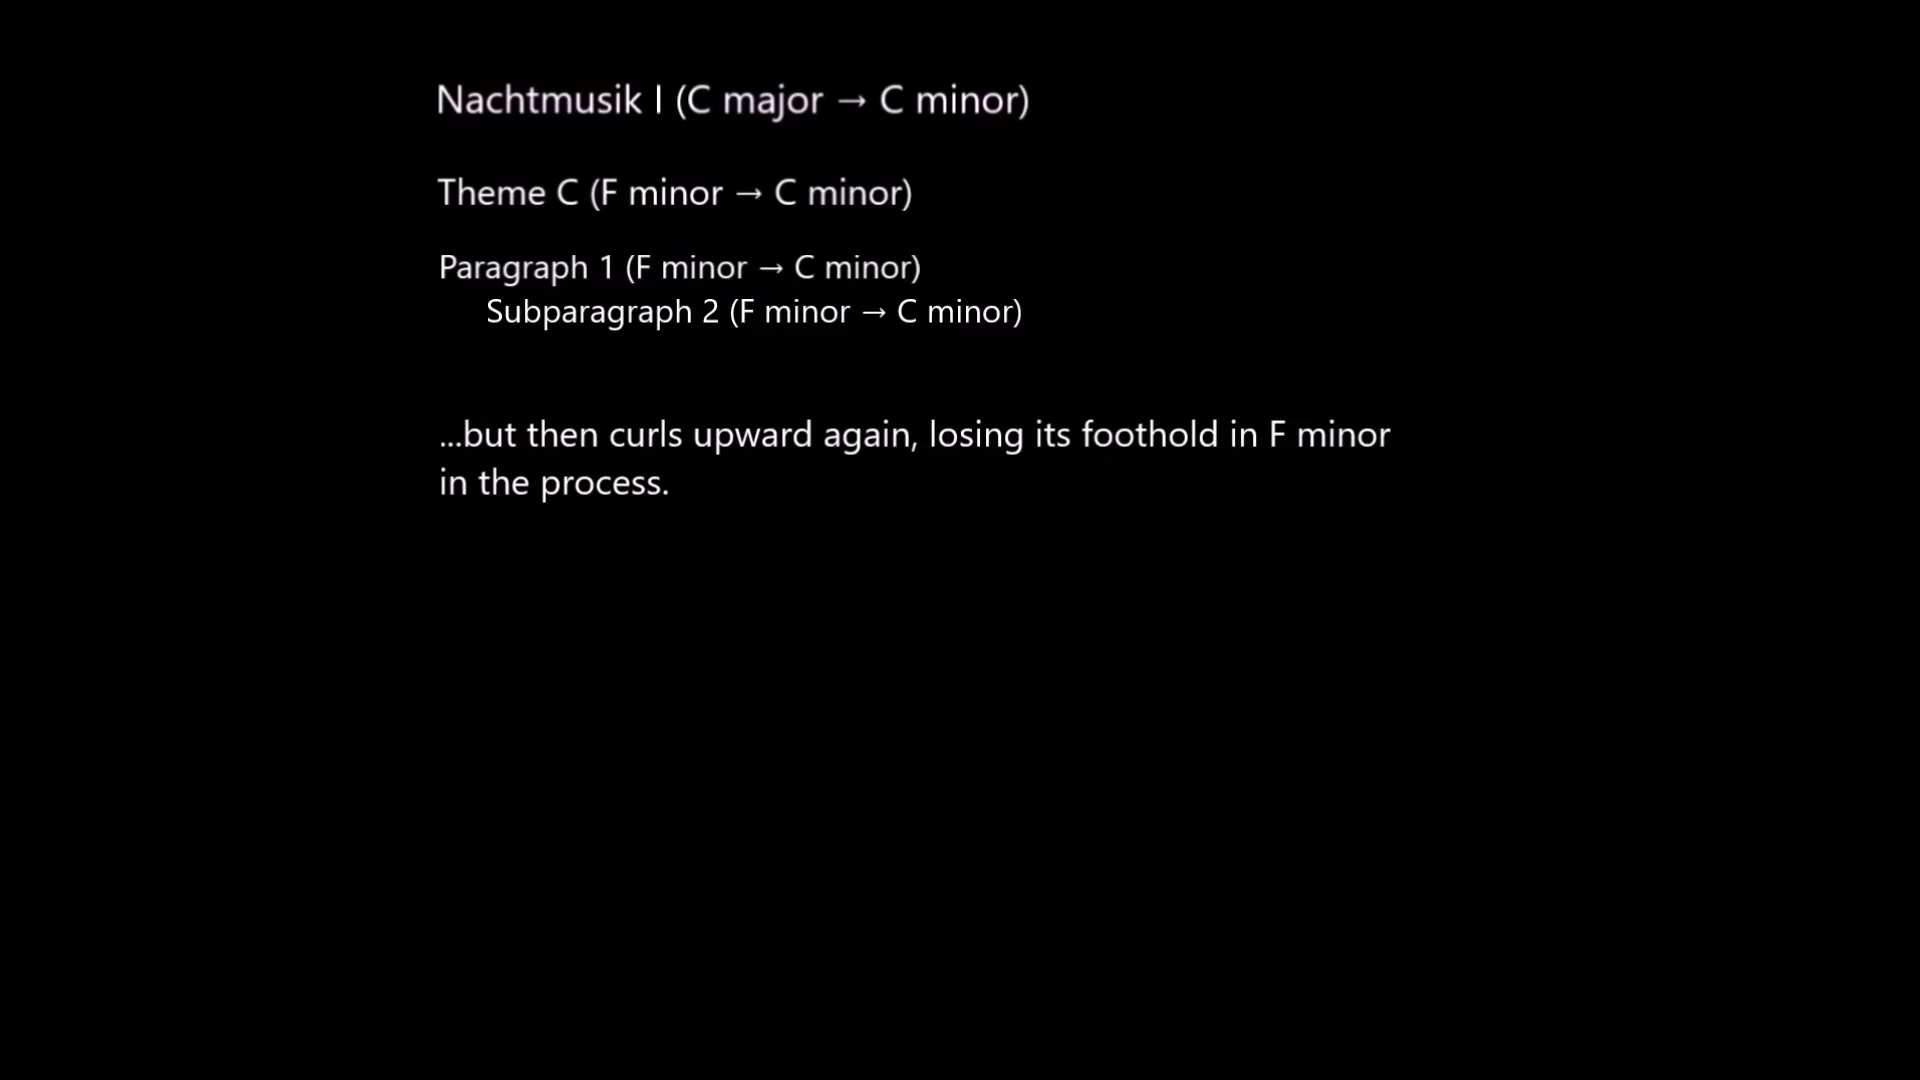 Nachtmusik I (C major → C minor)
Theme C (F minor → C minor)
Paragraph 1 (F minor → C minor)
Subparagraph 2 (F minor → C minor)
...but then curls upward again, losing its foothold in F minor
in the process.